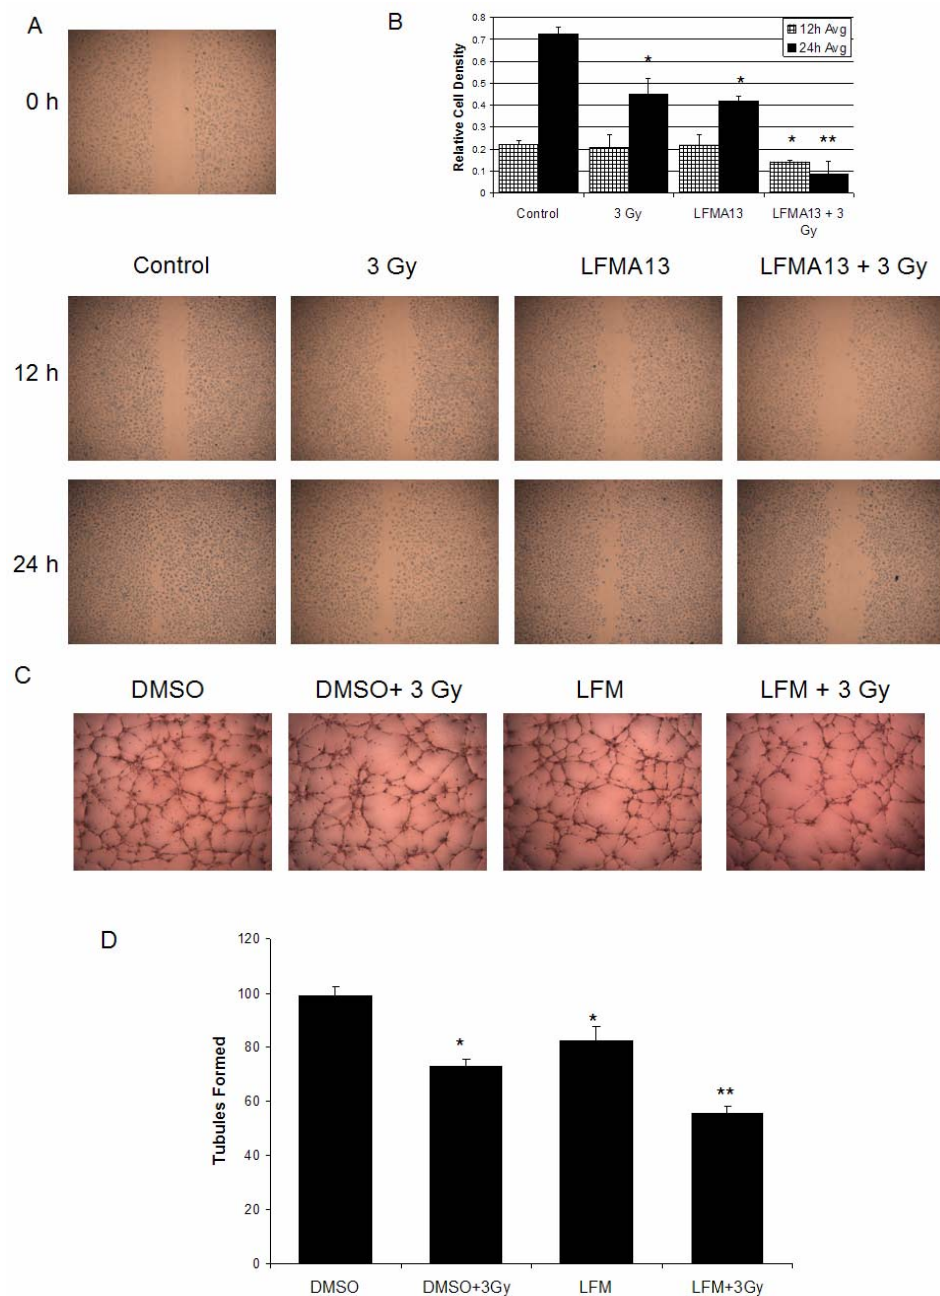 A
0 h
B
0.8
0.7
0.6
0.5
0.4
0.3
0.2
0.1
0
Relative Cell Density
12h Avg
24h Avg
*
*
*
**
Control
3 Gy
LFMA13
LFMA13 + 3
Gy
Control
3 Gy
LFMA13
LFMA13 + 3 Gy
12 h
24 h
C
DMSO
DMSO+ 3 Gy
LFM
LFM + 3 Gy
D
120
100
80
60
40
20
0
Tubules Formed
*
*
**
DMSO
DMSO+3Gy
LFM
LFM+3Gy